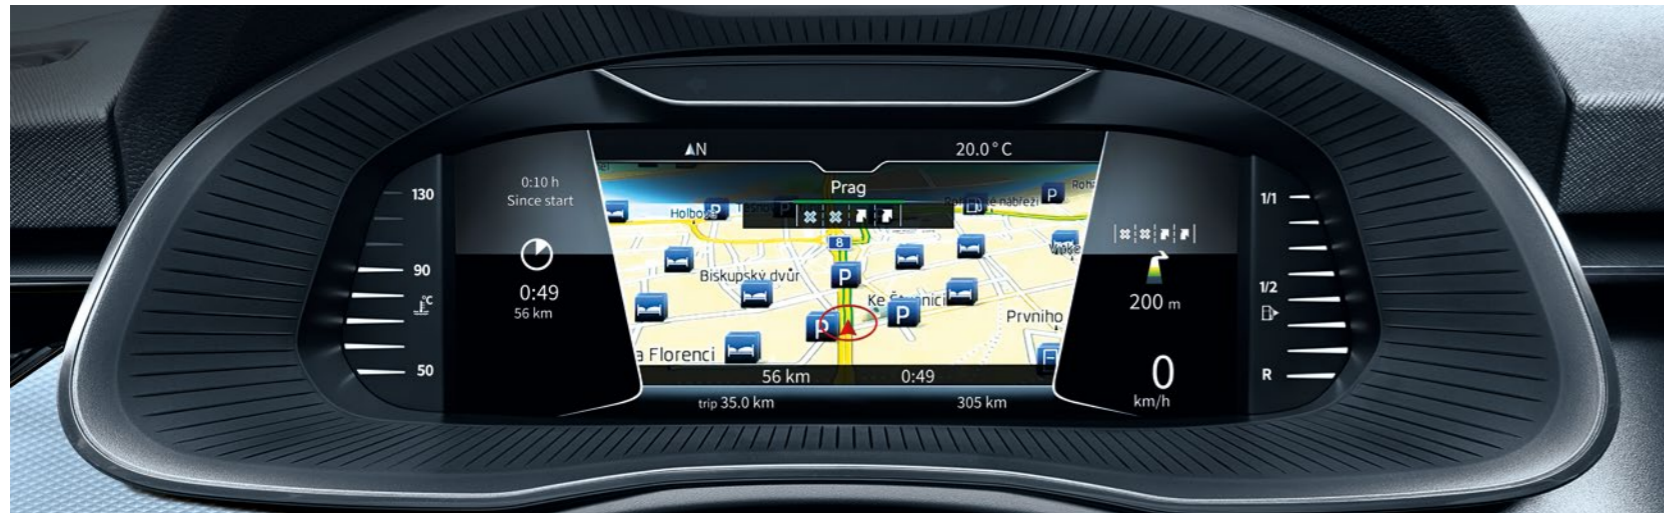 N
20.0°C
Prag
130
90
°C
50
0:10 h
Since start
0:49
56 km
Holbo
P
P
P
8
Biskupský dvůr
P
Ke
nici
P
P
Prvního
a Florenci
56 km
0:49
trip 35.0 km
305 km
200 m
0
km/h
1/1
1/2
R